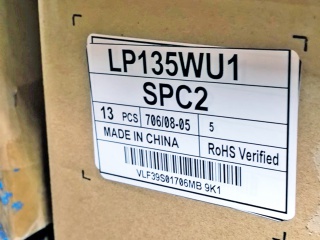 LP135WU1
SPC2
13 PCS 706/08-05 5
MADE IN CHINA RoHS Verified
VLF39S01706MB 9K1